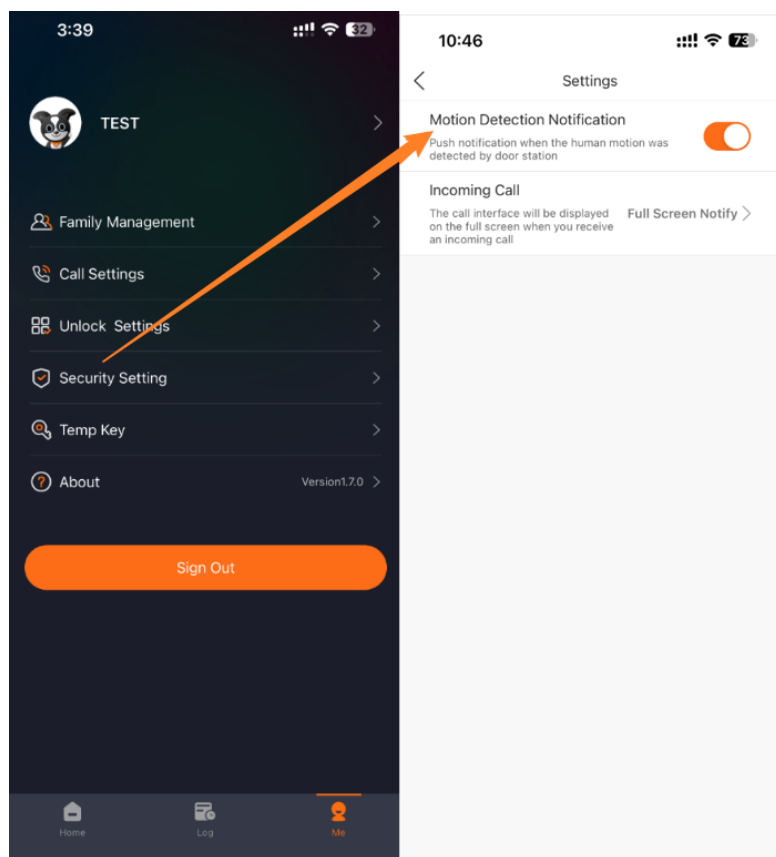 3:39
32
TEST
Family Management
Call Settings
Unlock Settings
Security Setting
Temp Key
About
Version1.7.0
Sign Out
Home
Log
Me
10:46
73
Settings
Motion Detection Notification
Push notification when the human motion was
detected by door station
Incoming Call
The call interface will be displayed
on the full screen when you receive
an incoming call
Full Screen Notify